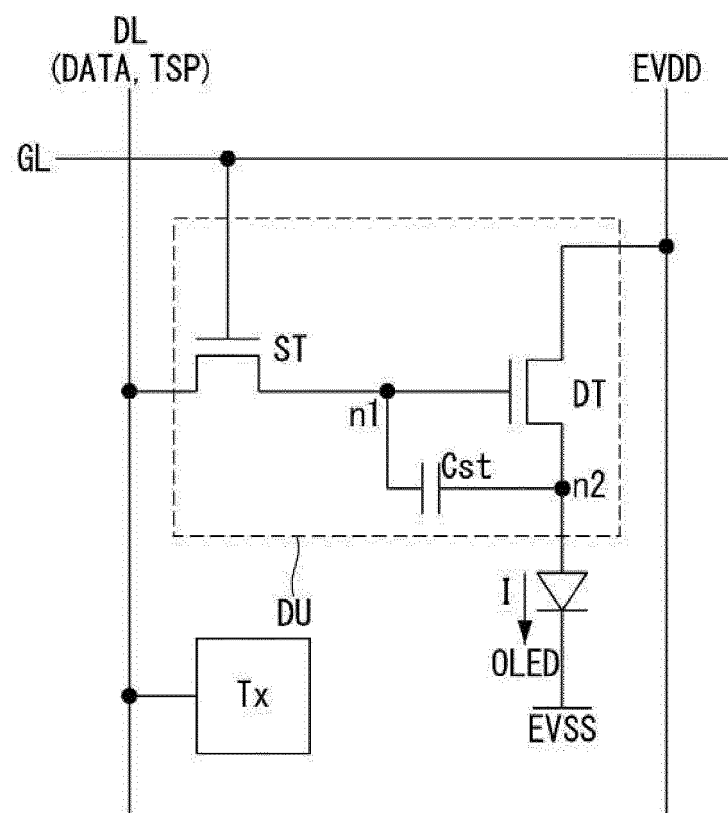 DL
(DATA, TSP)
EVDD
GL
ST
DT
n1
Cst
n2
DU
I
OLED
Tx
EVSS